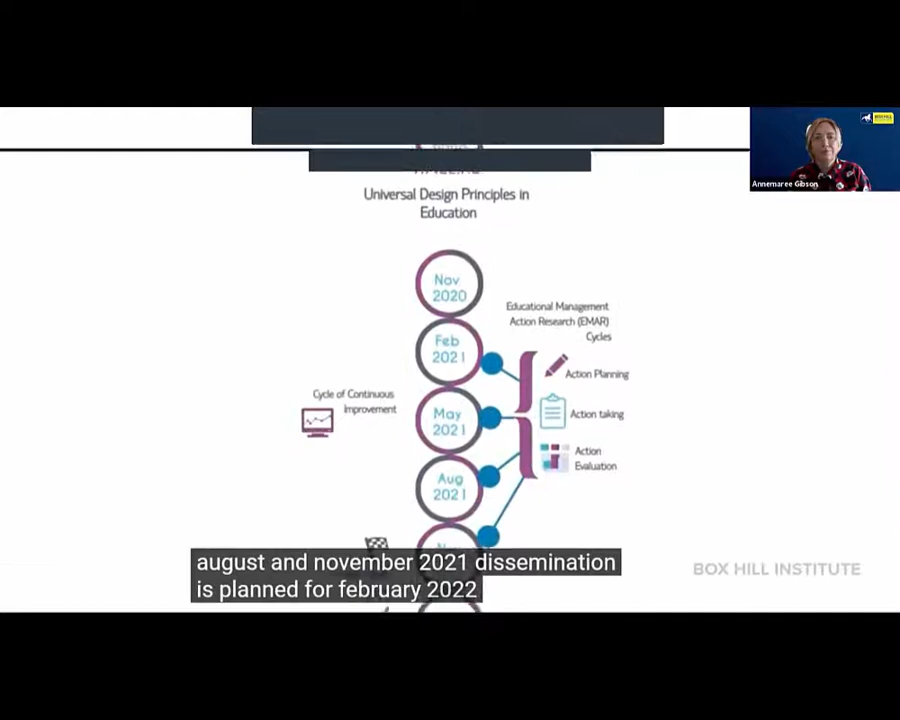 Annemaree Gibson
Universal Design Principles in
Education
Nov
2020
Educational Management
Action Research (EMAR)
Cycles
Feb
2021
Action Planning
Cycle of Continuous
Improvement
May
2021
Action taking
Action
Evaluation
Aug
2021
august and november 2021 dissemination
is planned for february 2022
BOX HILL INSTITUTE